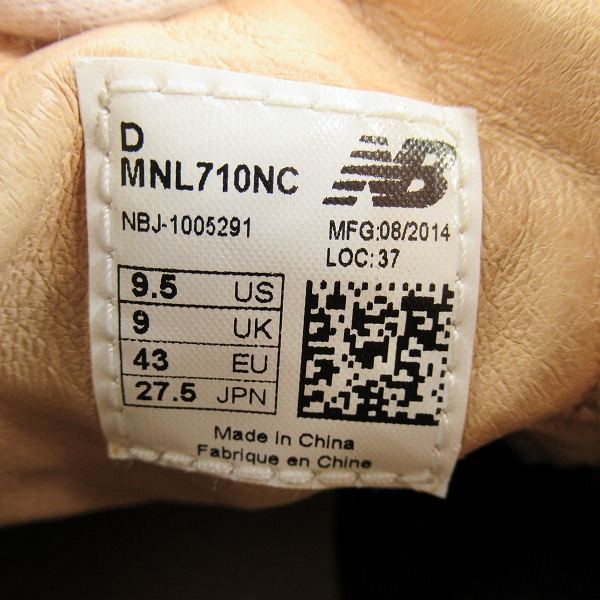 D
MNL710NC
NB
NBJ-1005291
MFG:08/2014
LOC: 37
9.5 US
9 UK
43 EU
27.5 JPN
Made in China
Fabrique en Chine